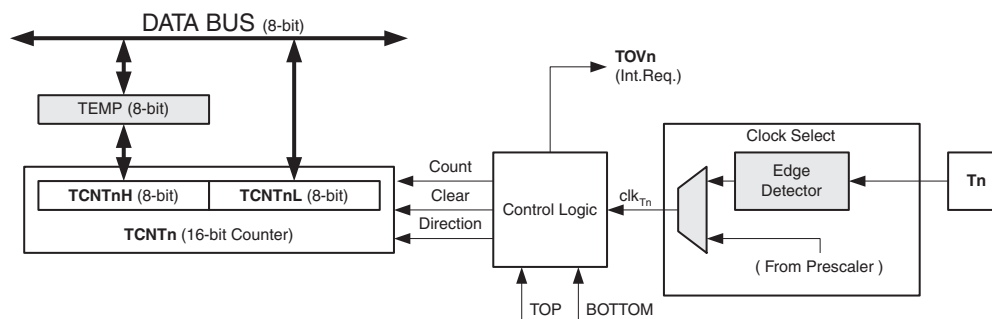 DATA BUS (8-bit)
TEMP (8-bit)
TCNTnH (8-bit)
TCNTnL (8-bit)
TCNTn (16-bit Counter)
Count
Clear
Direction
Control Logic
TOVn
(Int.Req.)
TOP
BOTTOM
clkTn
Clock Select
Edge
Detector
( From Prescaler )
Tn